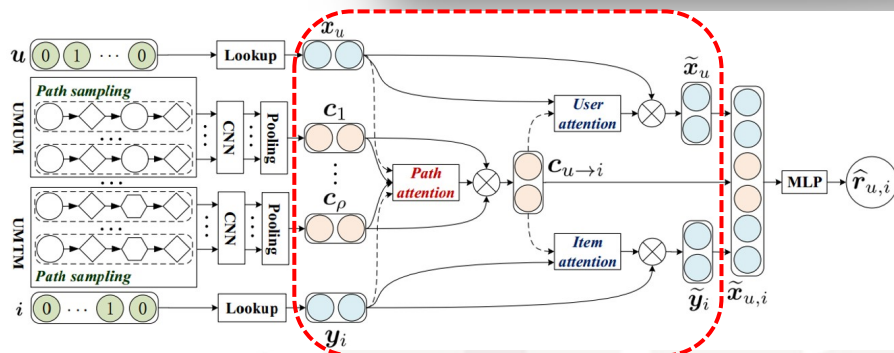 u 0 1 ... 0 Lookup x_u
Path sampling
UMUM
...
CNN
Pooling
c_1
...
Path sampling
UMTM
...
CNN
Pooling
c_ρ
i 0 ... 1 0 Lookup y_i
Path attention
c_{u→i}
User attention
Item attention
x̃_u
ỹ_i
x̃_{u,i}
MLP
r̂_{u,i}